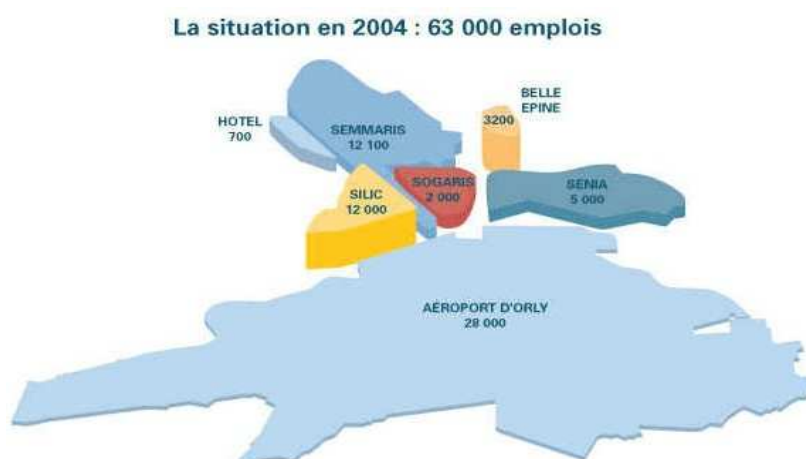 La situation en 2004 : 63 000 emplois
BELLE
EPINE
3200
HOTEL
700
SEMMARIS
12 100
SILIC
12 000
SOGARIS
2 000
SENIA
5 000
AÉROPORT D'ORLY
28 000